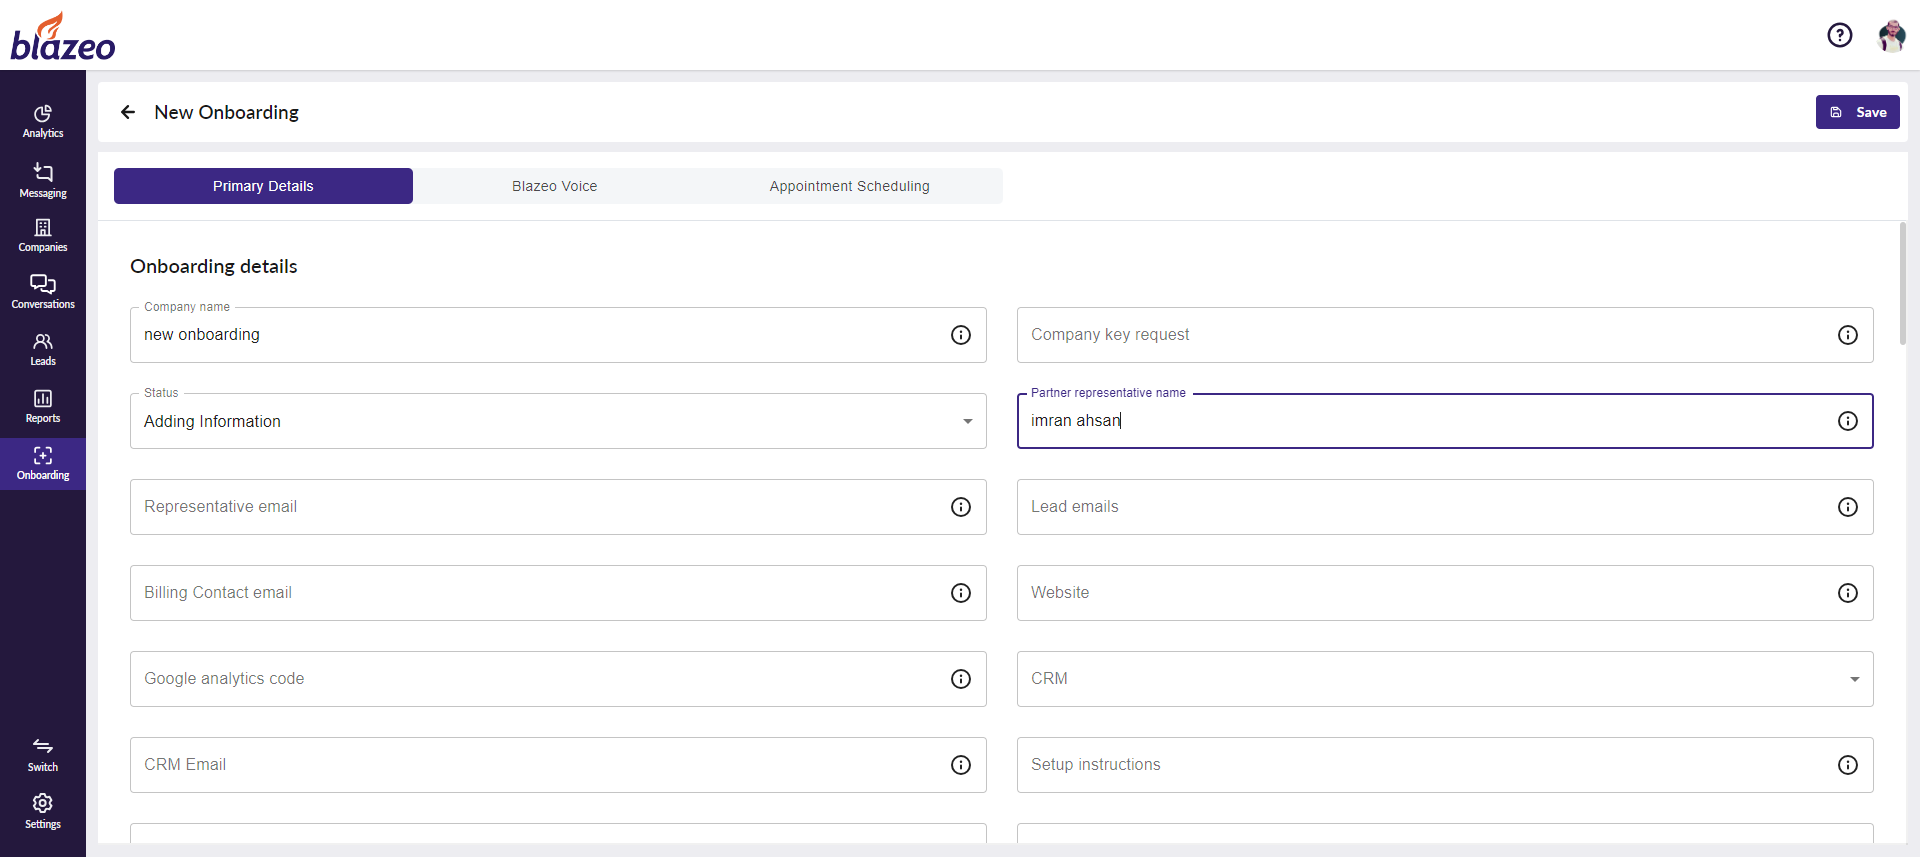 blazeo
Analytics
Messaging
Companies
Conversations
Leads
Reports
Onboarding
Switch
Settings
New Onboarding
Save
Primary Details
Blazeo Voice
Appointment Scheduling
Onboarding details
Company name
new onboarding
Company key request
Status
Adding Information
Partner representative name
imran ahsan
Representative email
Lead emails
Billing Contact email
Website
Google analytics code
CRM
CRM Email
Setup instructions